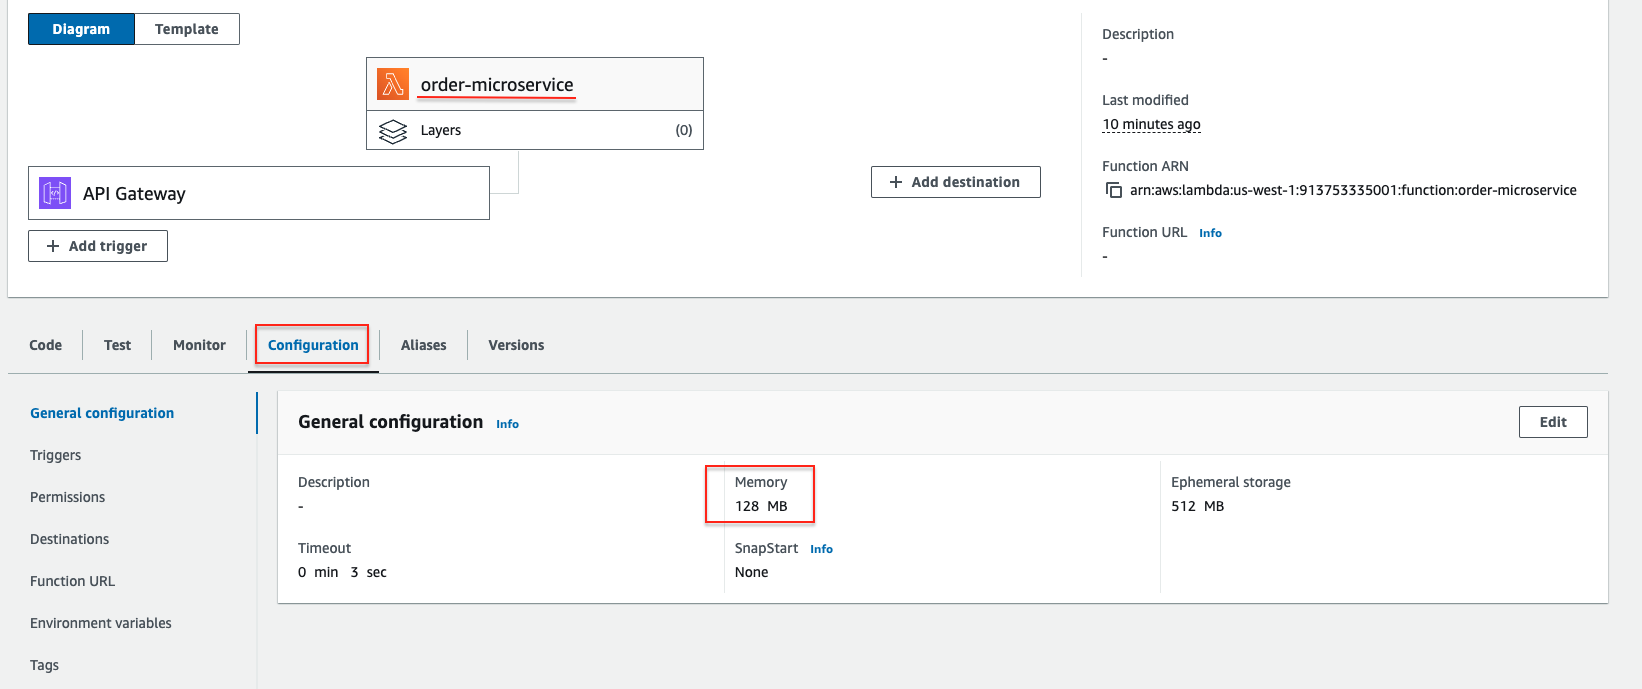 Diagram
Template
order-microservice
Layers
(0)
API Gateway
+ Add trigger
+ Add destination
Description
-
Last modified
10 minutes ago
Function ARN
arn:aws:lambda:us-west-1:913753335001:function:order-microservice
Function URL Info
-
Code
Test
Monitor
Configuration
Aliases
Versions
General configuration
Triggers
Permissions
Destinations
Function URL
Environment variables
Tags
General configuration Info
Edit
Description
-
Memory
128 MB
Ephemeral storage
512 MB
Timeout
0 min 3 sec
SnapStart Info
None